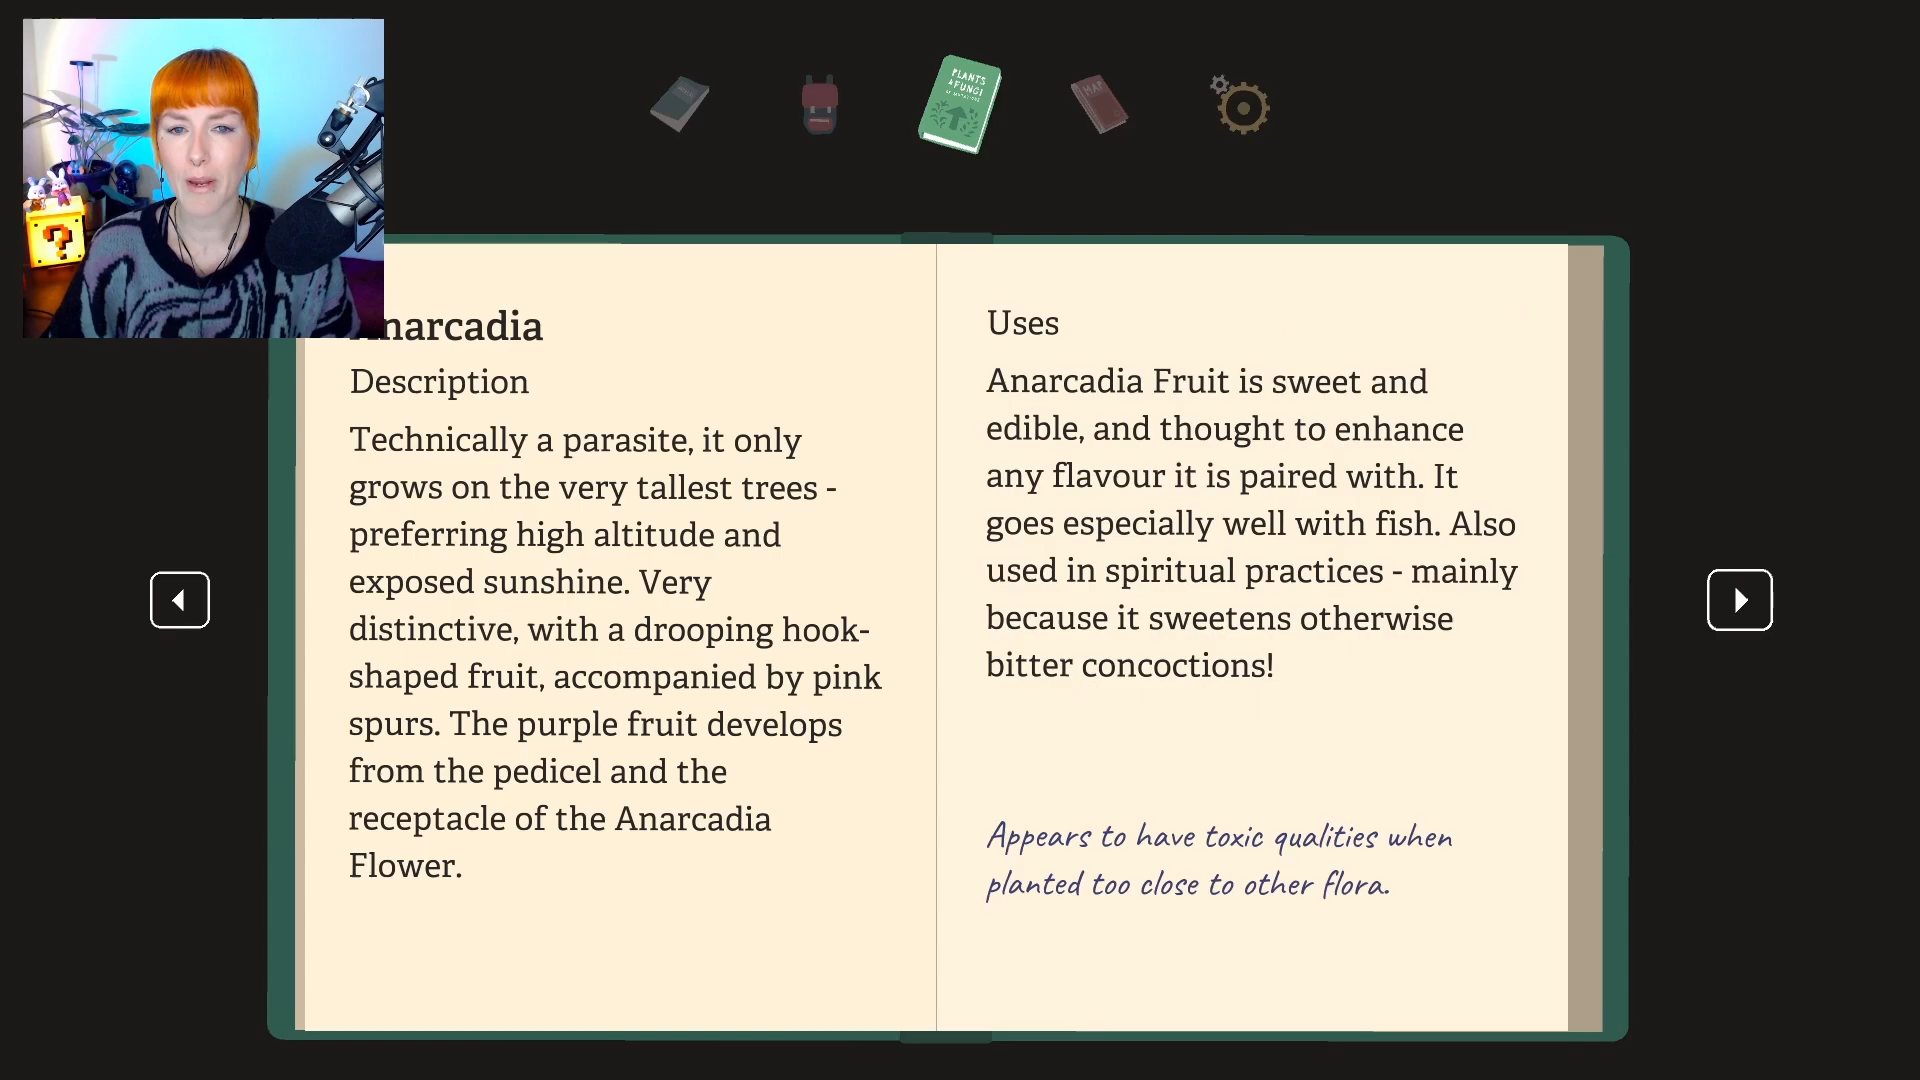 PLANTS
& FUNGI
MAP
Anarcadia
Description
Technically a parasite, it only
grows on the very tallest trees -
preferring high altitude and
exposed sunshine. Very
distinctive, with a drooping hook-
shaped fruit, accompanied by pink
spurs. The purple fruit develops
from the pedicel and the
receptacle of the Anarcadia
Flower.
Uses
Anarcadia Fruit is sweet and
edible, and thought to enhance
any flavour it is paired with. It
goes especially well with fish. Also
used in spiritual practices - mainly
because it sweetens otherwise
bitter concoctions!
Appears to have toxic qualities when
planted too close to other flora.